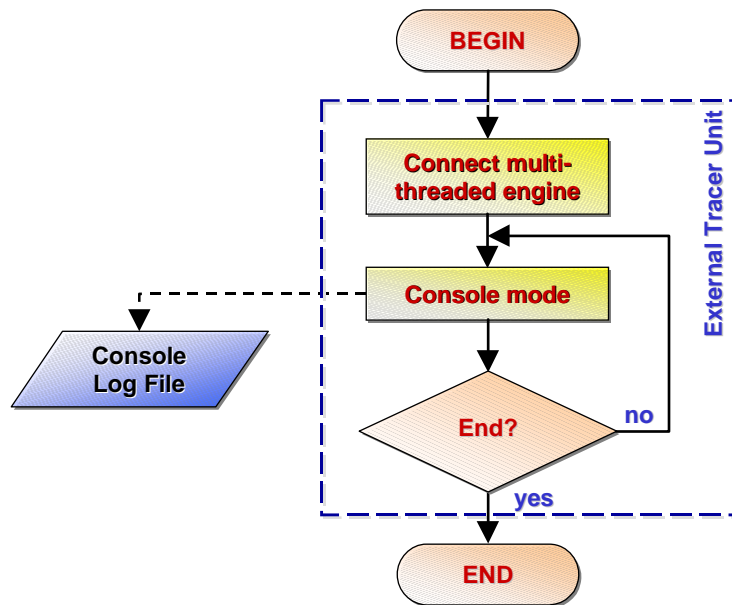 BEGIN
External Tracer Unit
Connect multi-
threaded engine
Console mode
Console
Log File
End?
no
yes
END